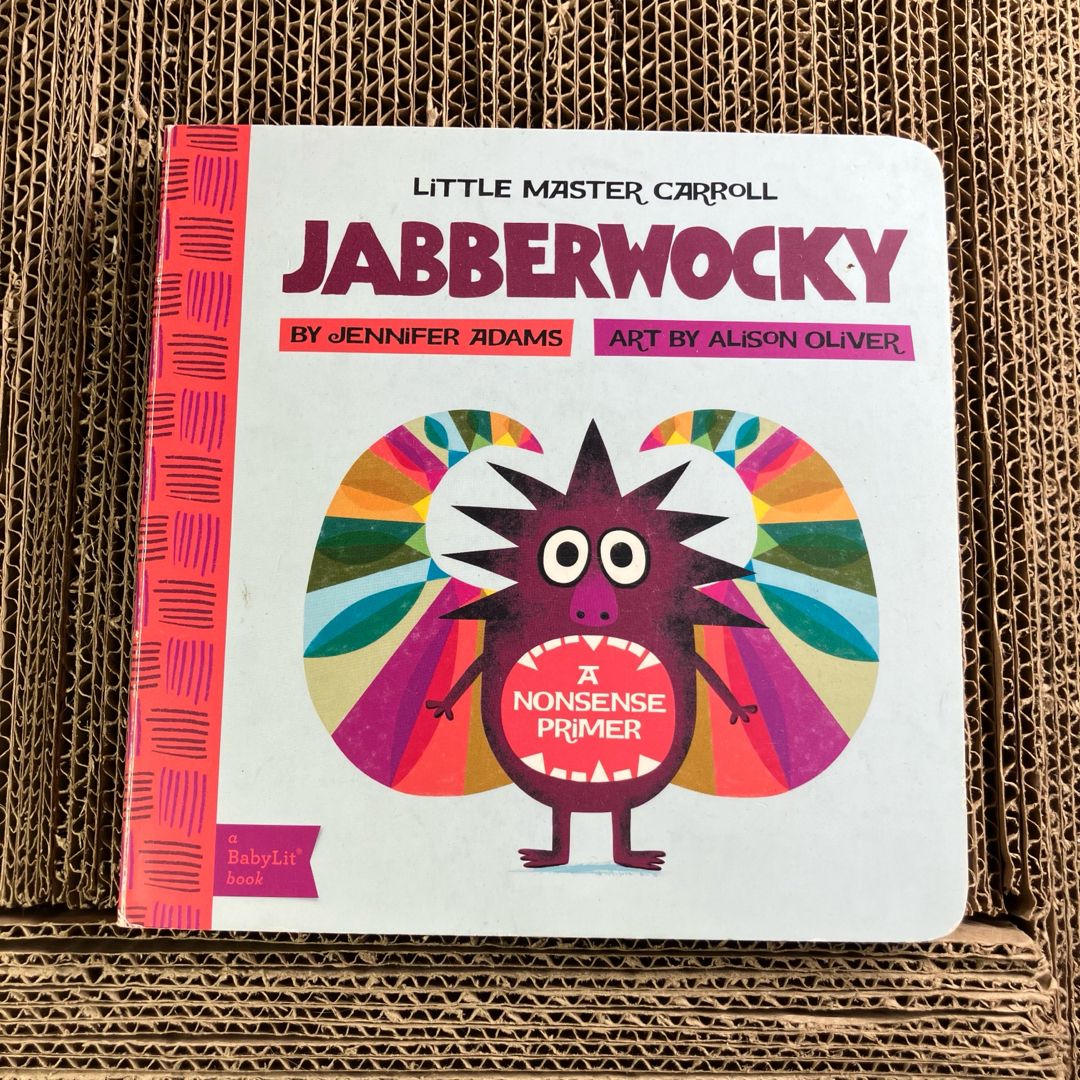 LiTTLE MASTER CARROLL
JABBERWOCKY
BY JENNiFER ADAMS
ART BY ALiSON OLiVER
A
NONSENSE
PRiMER
a
BabyLit®
book